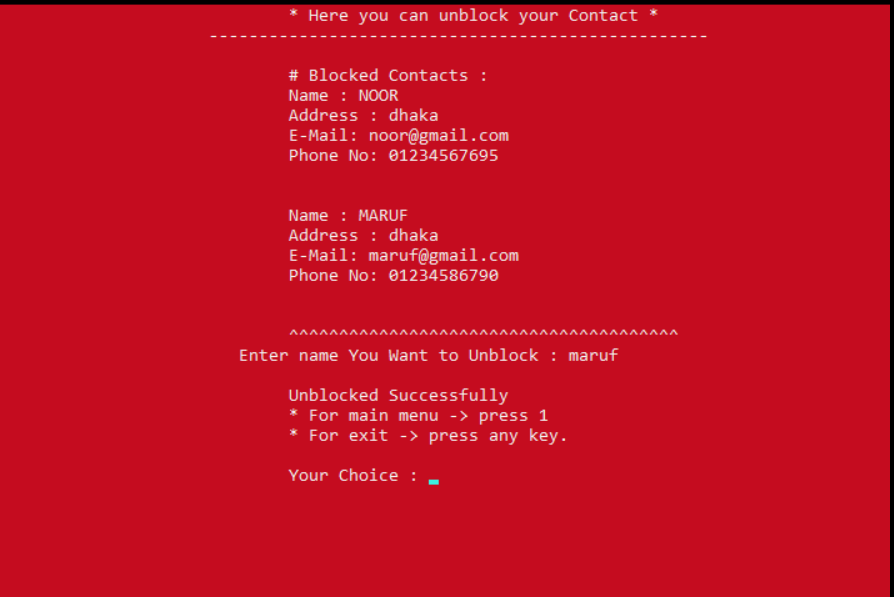 * Here you can unblock your Contact *
--------------------------------------------------
# Blocked Contacts :
Name : NOOR
Address : dhaka
E-Mail: noor@gmail.com
Phone No: 01234567695
Name : MARUF
Address : dhaka
E-Mail: maruf@gmail.com
Phone No: 01234586790
^^^^^^^^^^^^^^^^^^^^^^^^^^^^^^^^^^^^^^^
Enter name You Want to Unblock : maruf
Unblocked Successfully
* For main menu -> press 1
* For exit -> press any key.
Your Choice :